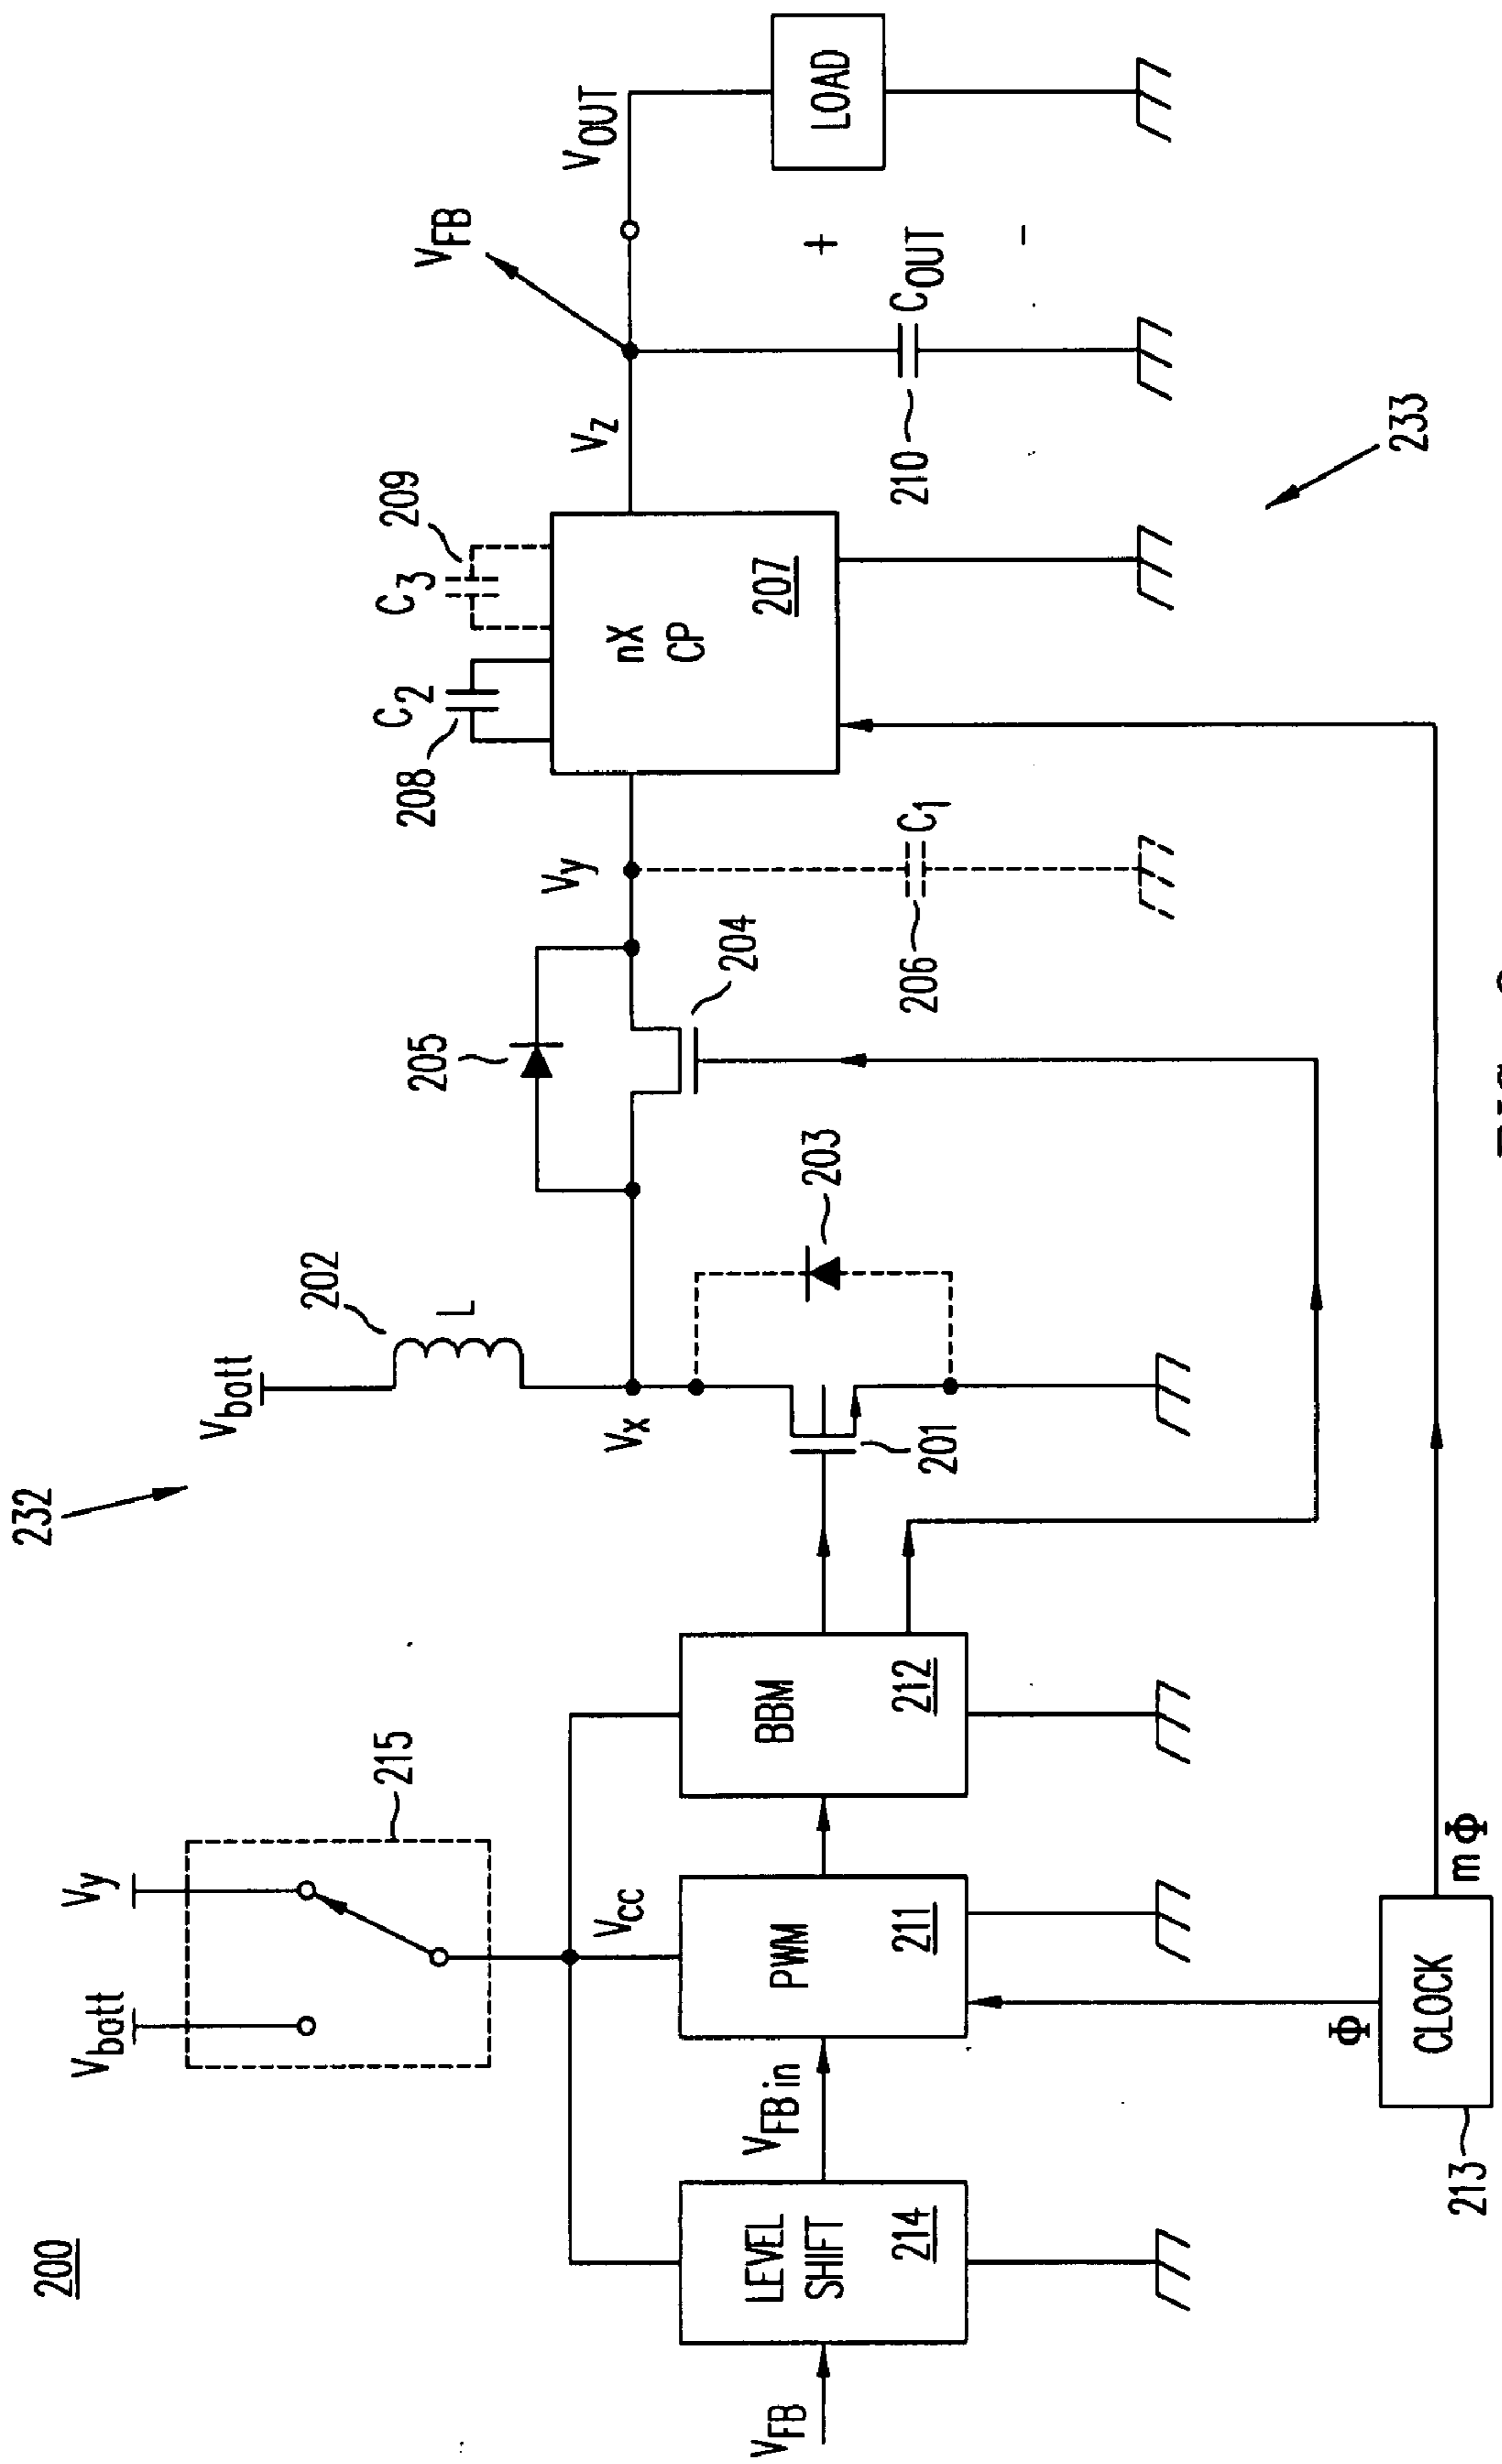 200
232
V_batt
V_y
215
V_batt
202
L
V_FB
LEVEL
SHIFT
214
V_FB in
V_CC
PWM
211
BBM
212
V_x
201
203
205
204
V_y
206
C_1
208
C_2
C_3
209
nX
CP
207
V_z
V_FB
V_OUT
210
C_OUT
+
-
LOAD
233
213
CLOCK
Φ
mΦ